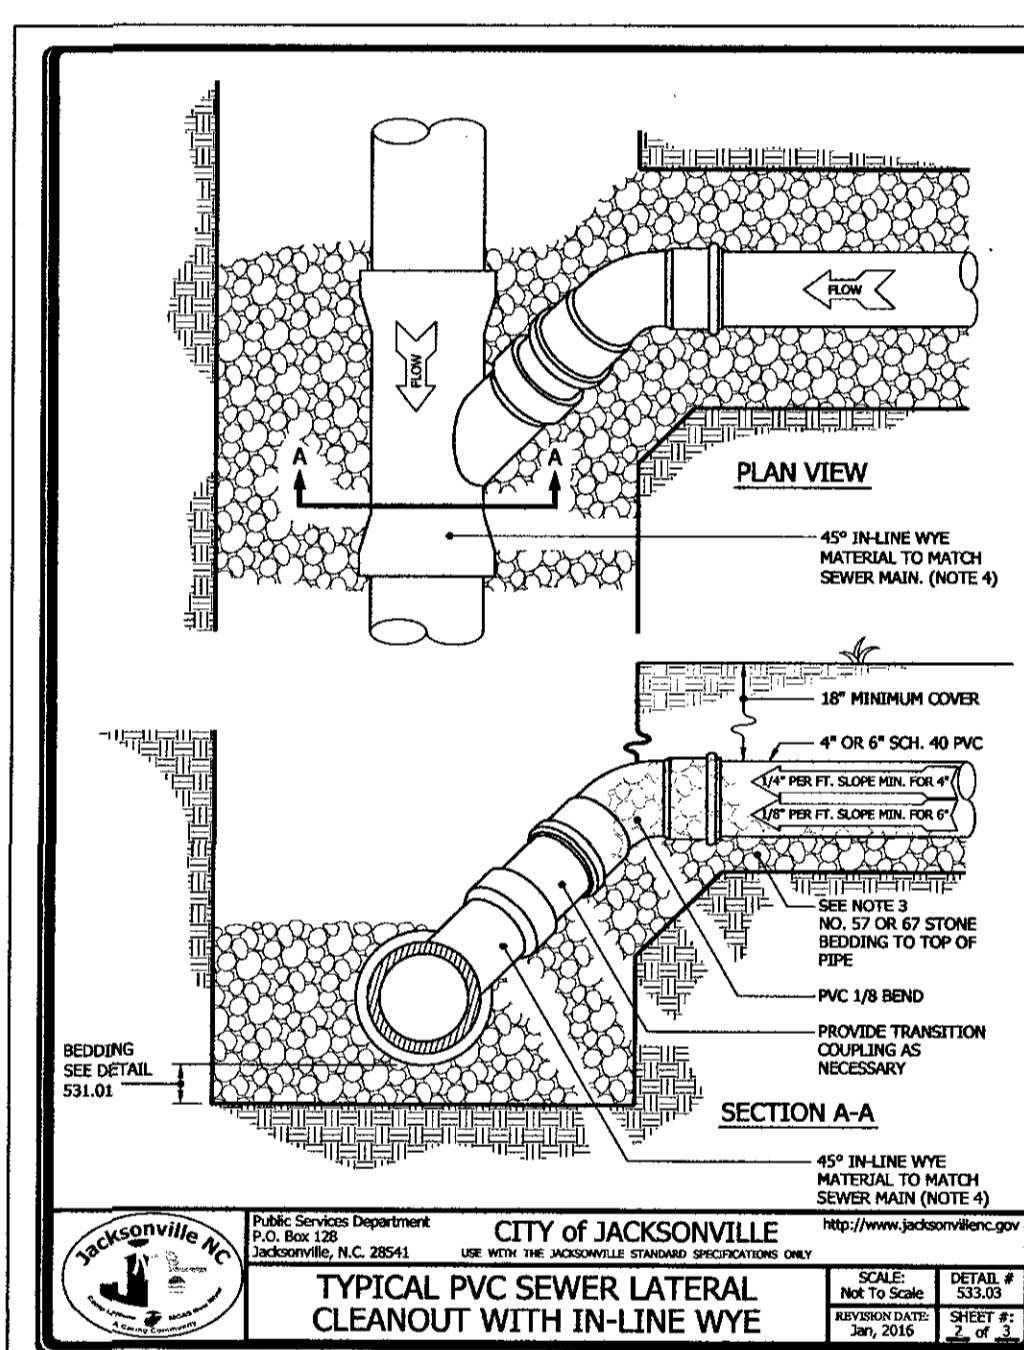 FLOW
FLOW
A A
PLAN VIEW
45° IN-LINE WYE
MATERIAL TO MATCH
SEWER MAIN. (NOTE 4)
18" MINIMUM COVER
4" OR 6" SCH. 40 PVC
1/4" PER FT. SLOPE MIN. FOR 4"
1/8" PER FT. SLOPE MIN. FOR 6"
SEE NOTE 3
NO. 57 OR 67 STONE
BEDDING TO TOP OF
PIPE
PVC 1/8 BEND
PROVIDE TRANSITION
COUPLING AS
NECESSARY
BEDDING
SEE DETAIL
531.01
SECTION A-A
45° IN-LINE WYE
MATERIAL TO MATCH
SEWER MAIN (NOTE 4)
Jacksonville NC
A Caring Community
Public Services Department
P.O. Box 128
Jacksonville, N.C. 28541
CITY of JACKSONVILLE
USE WITH THE JACKSONVILLE STANDARD SPECIFICATIONS ONLY
http://www.jacksonvillenc.gov
TYPICAL PVC SEWER LATERAL
CLEANOUT WITH IN-LINE WYE
SCALE:
Not To Scale
REVISION DATE:
Jan, 2016
DETAIL #
533.03
SHEET #:
2 of 3